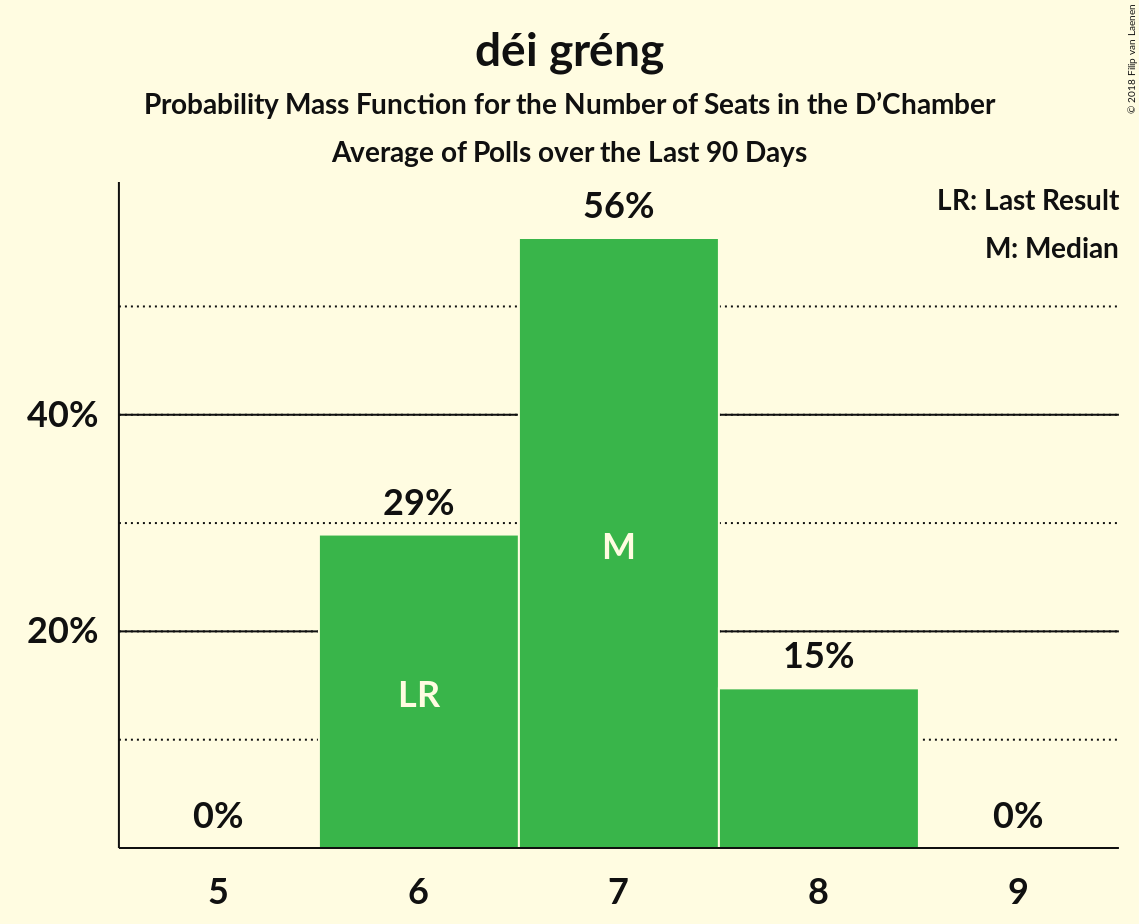 déi gréng
Probability Mass Function for the Number of Seats in the D’Chamber
Average of Polls over the Last 90 Days
© 2018 Filip van Laenen
LR: Last Result
M: Median
56%
40%
29%
M
20%
15%
LR
0%
0%
5 6 7 8 9